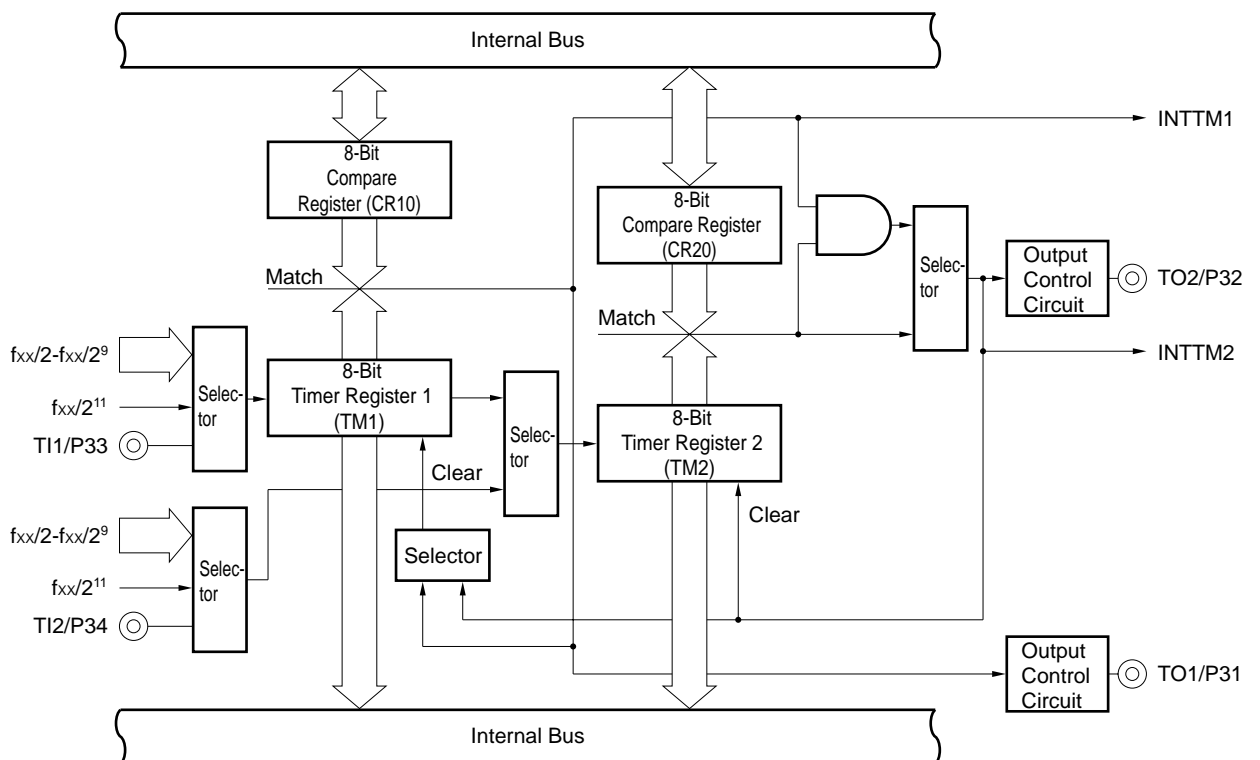 Internal Bus
INTTM1
8-Bit
Compare
Register (CR10)
8-Bit
Compare Register
(CR20)
Selec-
tor
Output
Control
Circuit
TO2/P32
Match
Match
INTTM2
fxx/2-fxx/2⁹
fxx/2¹¹
TI1/P33
Selec-
tor
8-Bit
Timer Register 1
(TM1)
Selec-
tor
8-Bit
Timer Register 2
(TM2)
Clear
Clear
fxx/2-fxx/2⁹
fxx/2¹¹
TI2/P34
Selec-
tor
Selector
Output
Control
Circuit
TO1/P31
Internal Bus